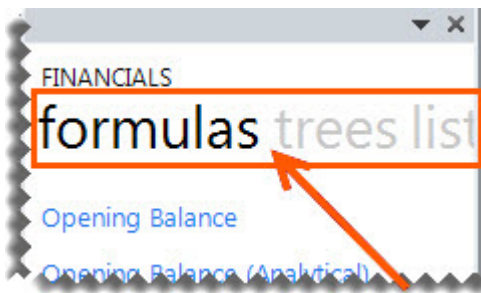 FINANCIALS
formulas trees list
Opening Balance
Opening Balance (Analytical)